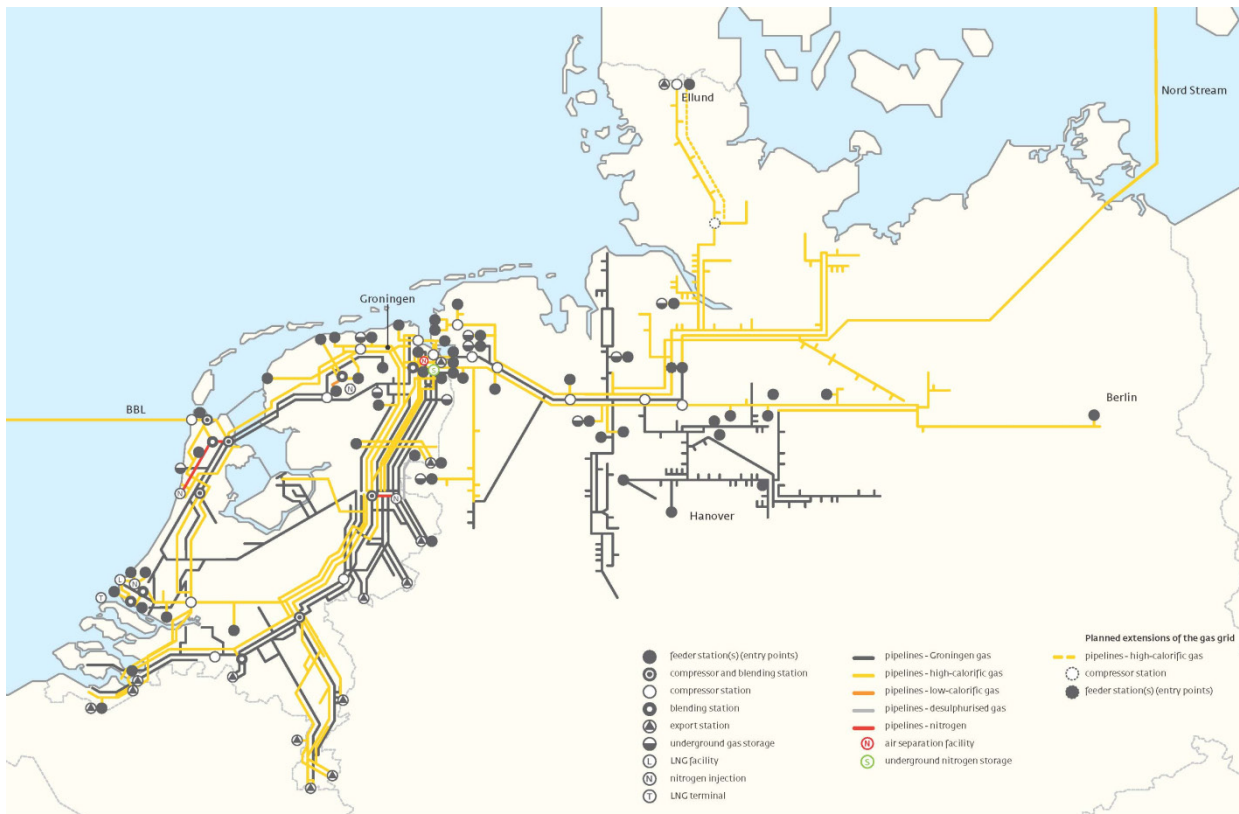 Ellund
Nord Stream
Groningen
BBL
Berlin
Hanover
N
S
N
N
N
L
N
T
Planned extensions of the gas grid
feeder station(s) (entry points)
compressor and blending station
compressor station
blending station
export station
underground gas storage
L LNG facility
N nitrogen injection
T LNG terminal
pipelines - Groningen gas
pipelines - high-calorific gas
pipelines - low-calorific gas
pipelines - desulphurised gas
pipelines - nitrogen
N air separation facility
S underground nitrogen storage
pipelines - high-calorific gas
compressor station
feeder station(s) (entry points)